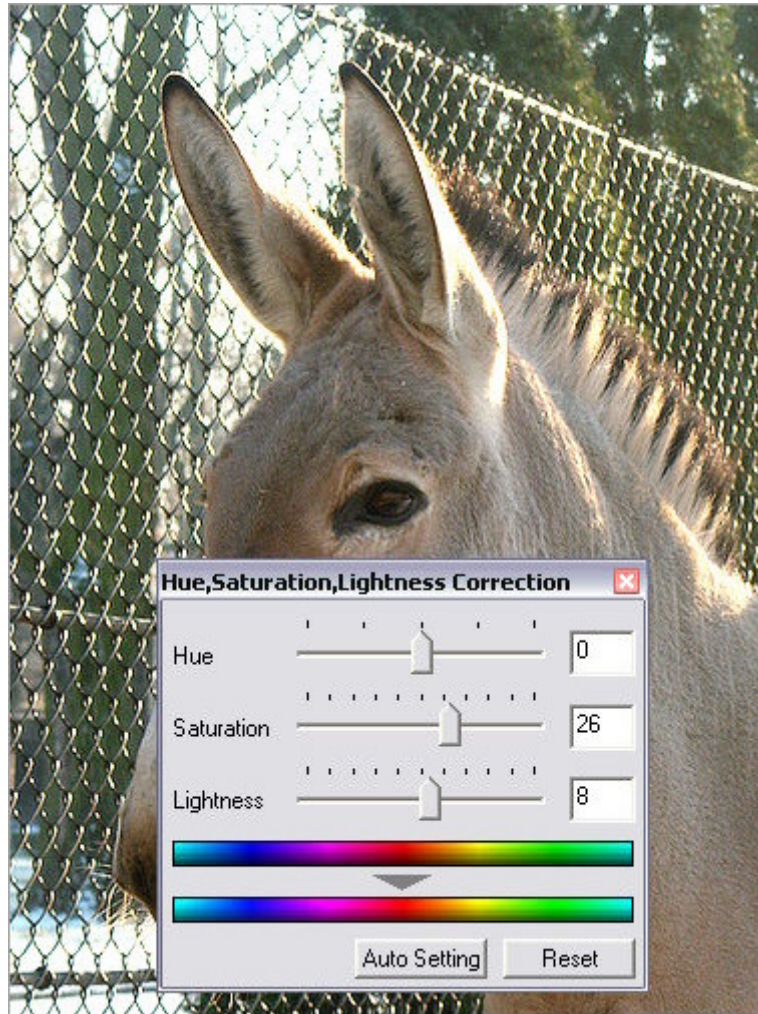 Hue,Saturation,Lightness Correction
Hue 0
Saturation 26
Lightness 8
Auto Setting Reset